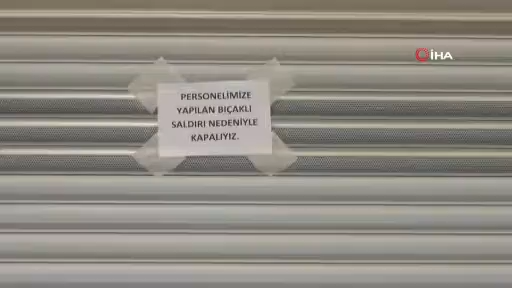 İHA
PERSONELİMİZE
YAPILAN BIÇAKLI
SALDIRI NEDENİYLE
KAPALIYIZ.